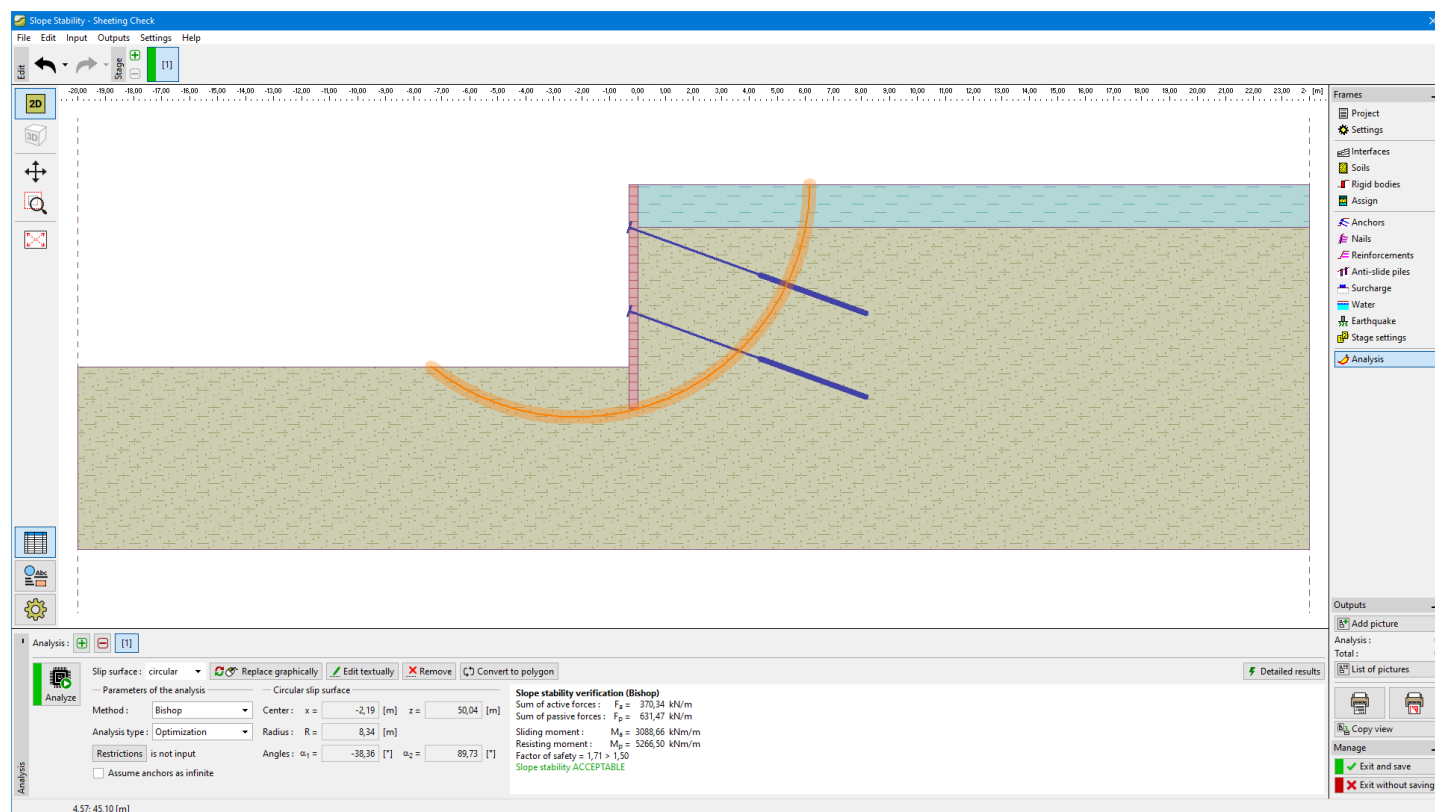 Slope Stability - Sheeting Check
File Edit Input Outputs Settings Help
Edit
Stage
[1]
2D
3D
-20,00 -19,00 -18,00 -17,00 -16,00 -15,00 -14,00 -13,00 -12,00 -11,00 -10,00 -9,00 -8,00 -7,00 -6,00 -5,00 -4,00 -3,00 -2,00 -1,00 0,00 1,00 2,00 3,00 4,00 5,00 6,00 7,00 8,00 9,00 10,00 11,00 12,00 13,00 14,00 15,00 16,00 17,00 18,00 19,00 20,00 21,00 22,00 23,00 [m]
Frames
Project
Settings
Interfaces
Soils
Rigid bodies
Assign
Anchors
Nails
Reinforcements
Anti-slide piles
Surcharge
Water
Earthquake
Stage settings
Analysis
Abc
Outputs
Add picture
Analysis :
Total :
List of pictures
Copy view
Manage
Exit and save
Exit without saving
Analysis : [1]
Analyze
Slip surface : circular Replace graphically Edit textually Remove Convert to polygon Detailed results
Parameters of the analysis
Method : Bishop
Analysis type : Optimization
Restrictions is not input
Assume anchors as infinite
Circular slip surface
Center : x = -2,19 [m] z = 50,04 [m]
Radius : R = 8,34 [m]
Angles : α1 = -38,36 [°] α2 = 89,73 [°]
Slope stability verification (Bishop)
Sum of active forces : Fa = 370,34 kN/m
Sum of passive forces : Fp = 631,47 kN/m
Sliding moment : Ma = 3088,66 kNm/m
Resisting moment : Mp = 5266,50 kNm/m
Factor of safety = 1,71 > 1,50
Slope stability ACCEPTABLE
Analysis
4,57; 45,10 [m]